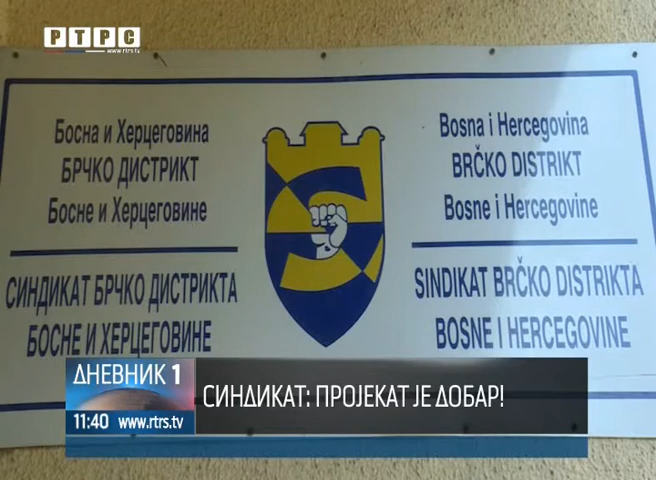 РТРС
www.rtrs.tv
Босна и Херцеговина
БРЧКО ДИСТРИКТ
Босне и Херцеговине
СИНДИКАТ БРЧКО ДИСТРИКТА
БОСНЕ И ХЕРЦЕГОВИНЕ
Bosna i Hercegovina
BRČKO DISTRIKT
Bosne i Hercegovine
SINDIKAT BRČKO DISTRIKTA
BOSNE I HERCEGOVINE
ДНЕВНИК 1
11:40 www.rtrs.tv
СИНДИКАТ: ПРОЈЕКАТ ЈЕ ДОБАР!